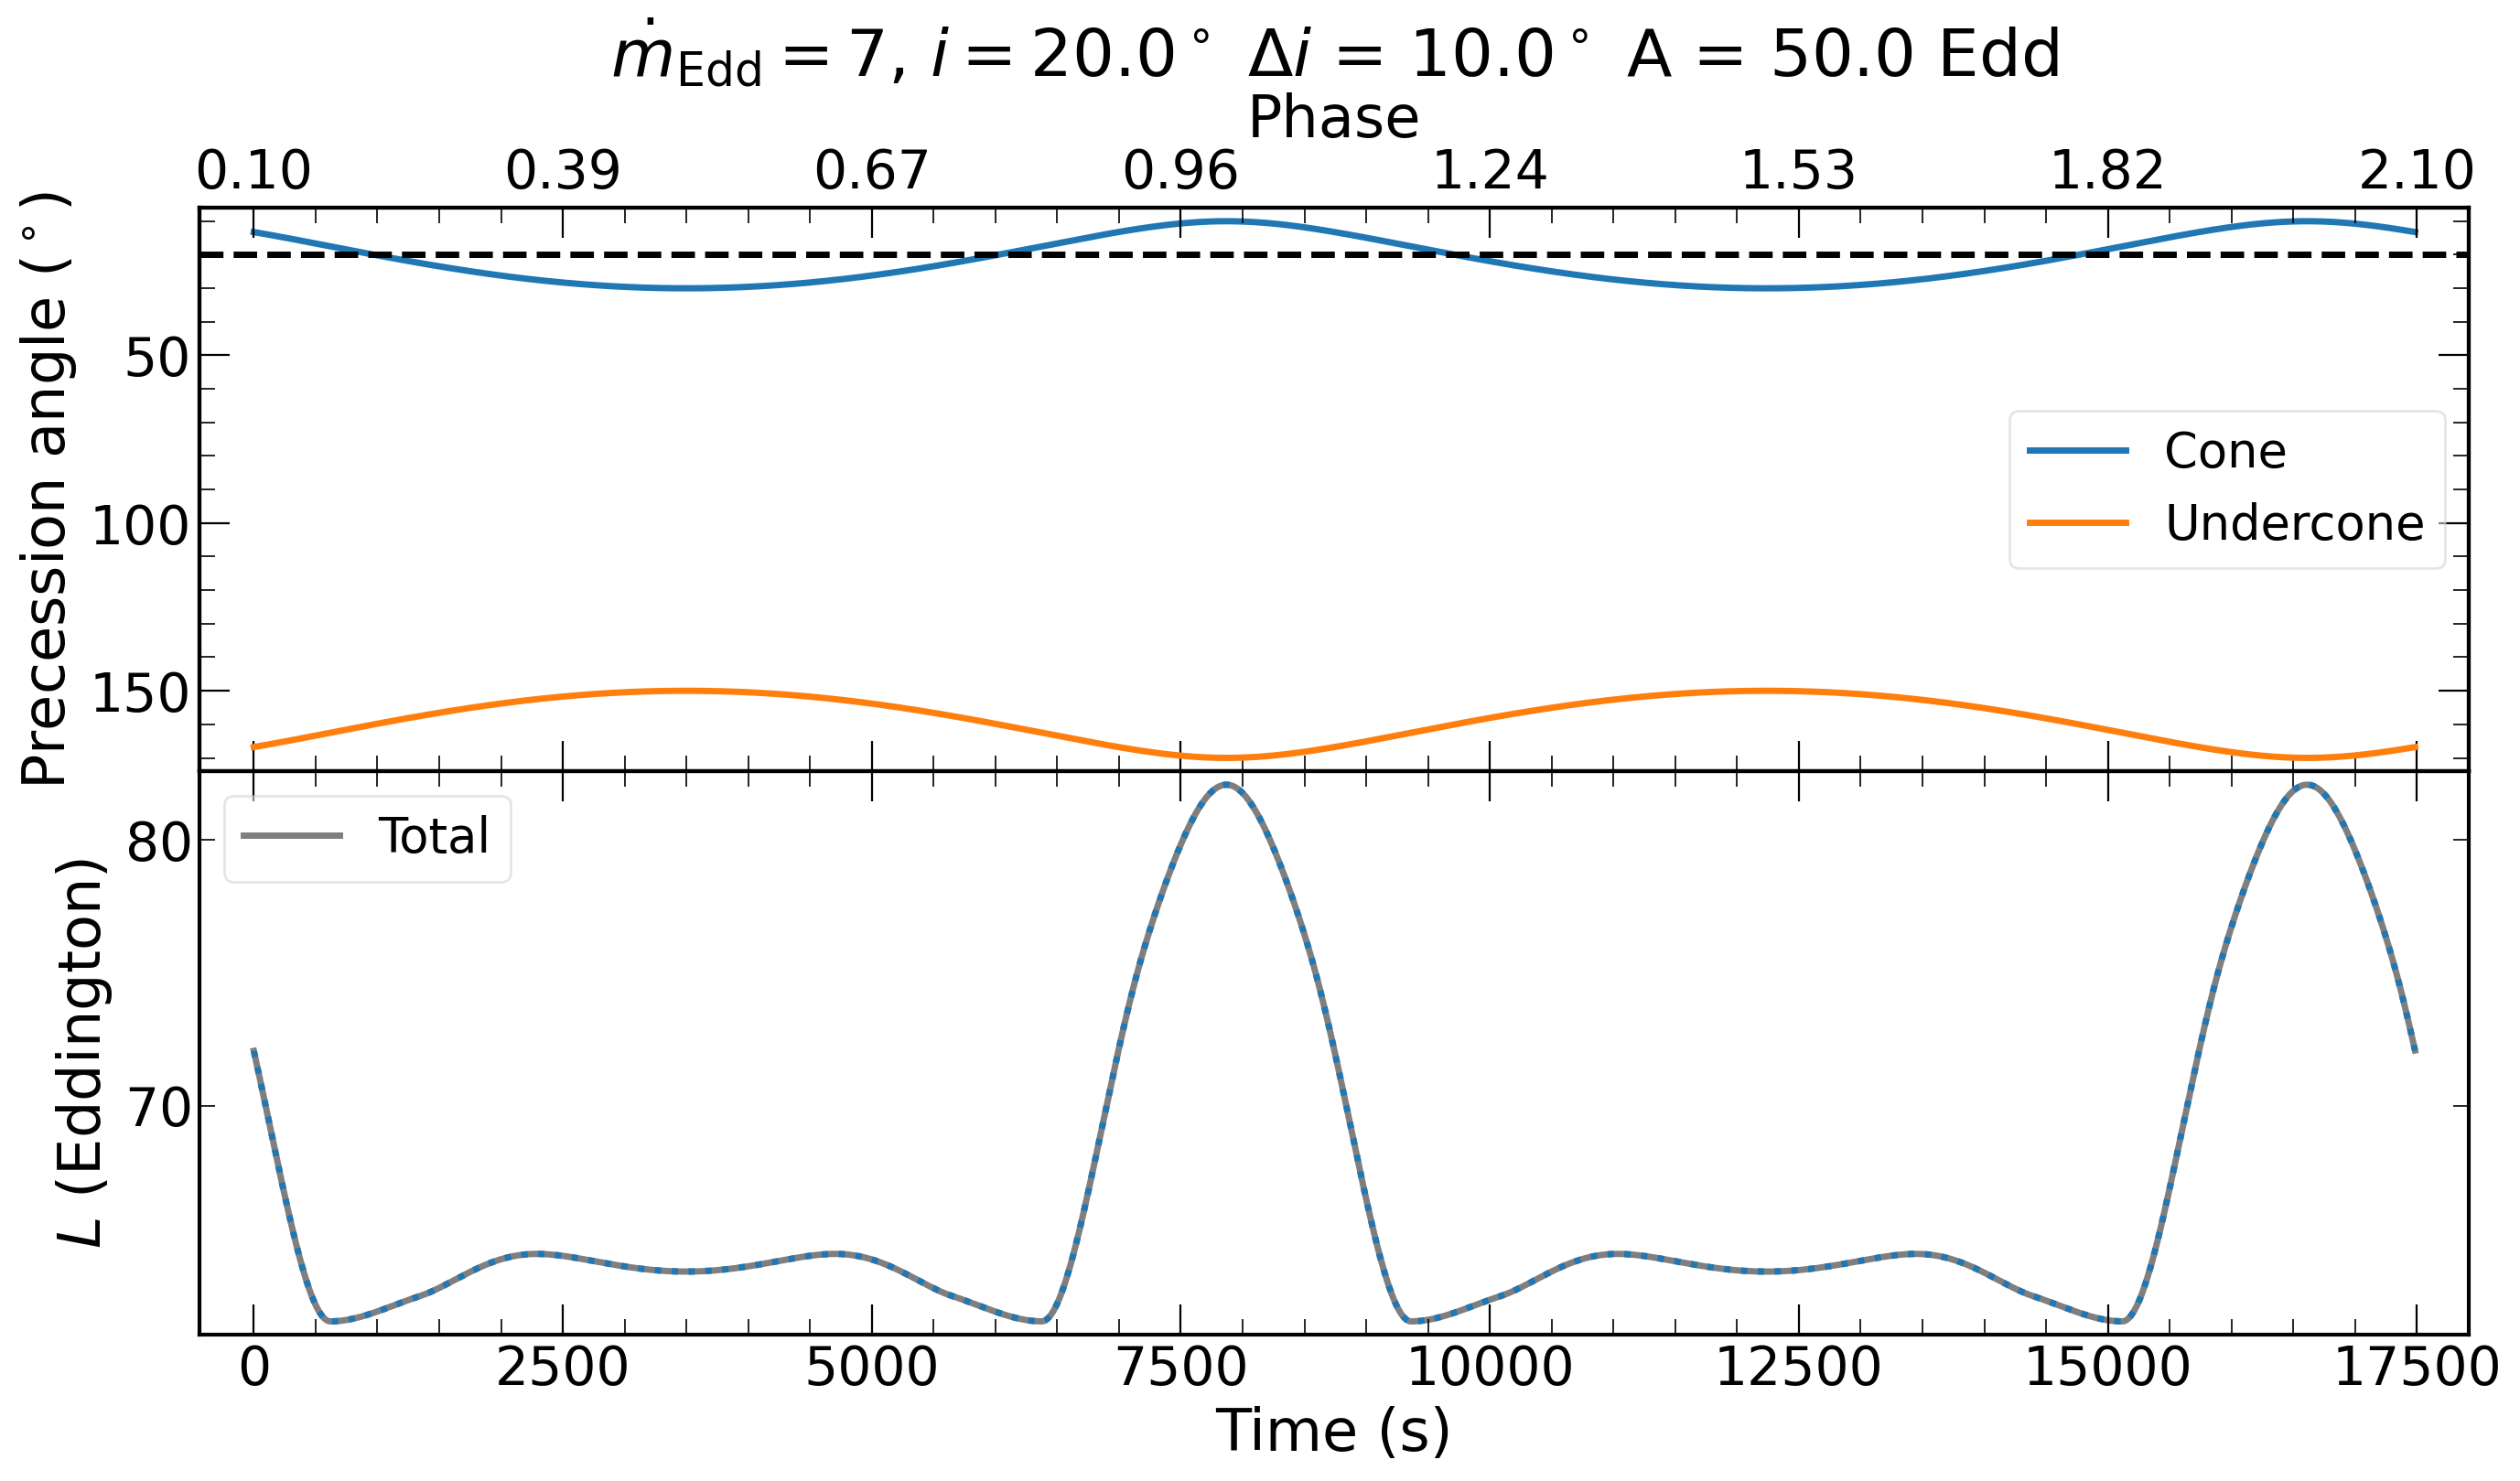 ṁ_Edd = 7, i = 20.0° Δi = 10.0° A = 50.0 Edd
Phase
0.10 0.39 0.67 0.96 1.24 1.53 1.82 2.10
Precession angle (°)
50
100
150
Cone
Undercone
L (Eddington)
80
70
Total
0 2500 5000 7500 10000 12500 15000 17500
Time (s)